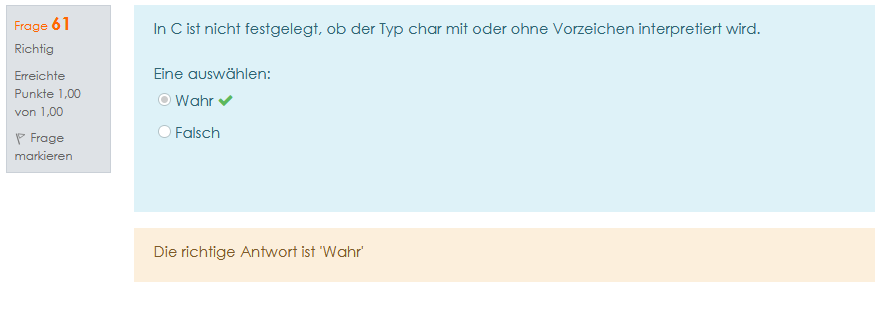 Frage 61
Richtig
Erreichte
Punkte 1,00
von 1,00
Frage
markieren
In C ist nicht festgelegt, ob der Typ char mit oder ohne Vorzeichen interpretiert wird.
Eine auswählen:
Wahr
Falsch
Die richtige Antwort ist 'Wahr'